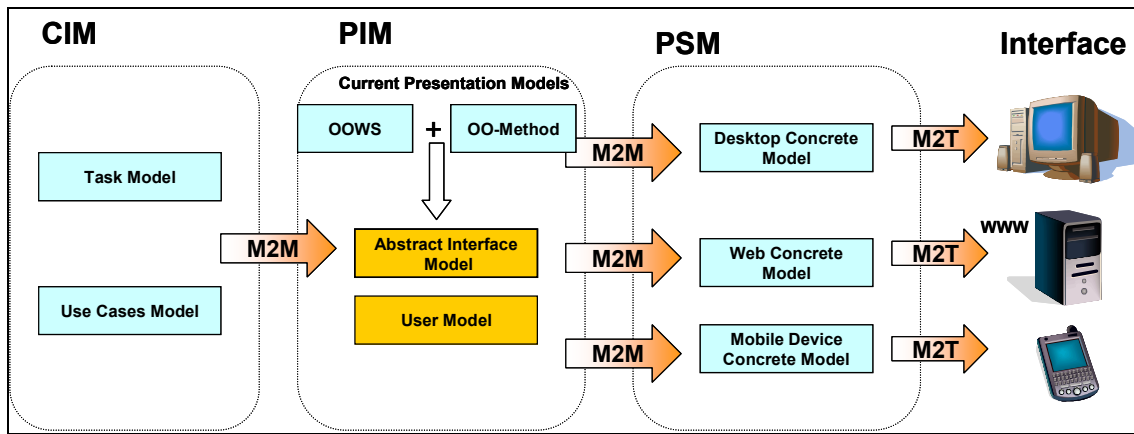 CIM
PIM
PSM
Interface
Current Presentation Models
OOWS
+
OO-Method
M2M
Desktop Concrete
Model
M2T
Task Model
M2M
Abstract Interface
Model
M2M
Web Concrete
Model
M2T
www
Use Cases Model
User Model
M2M
Mobile Device
Concrete Model
M2T